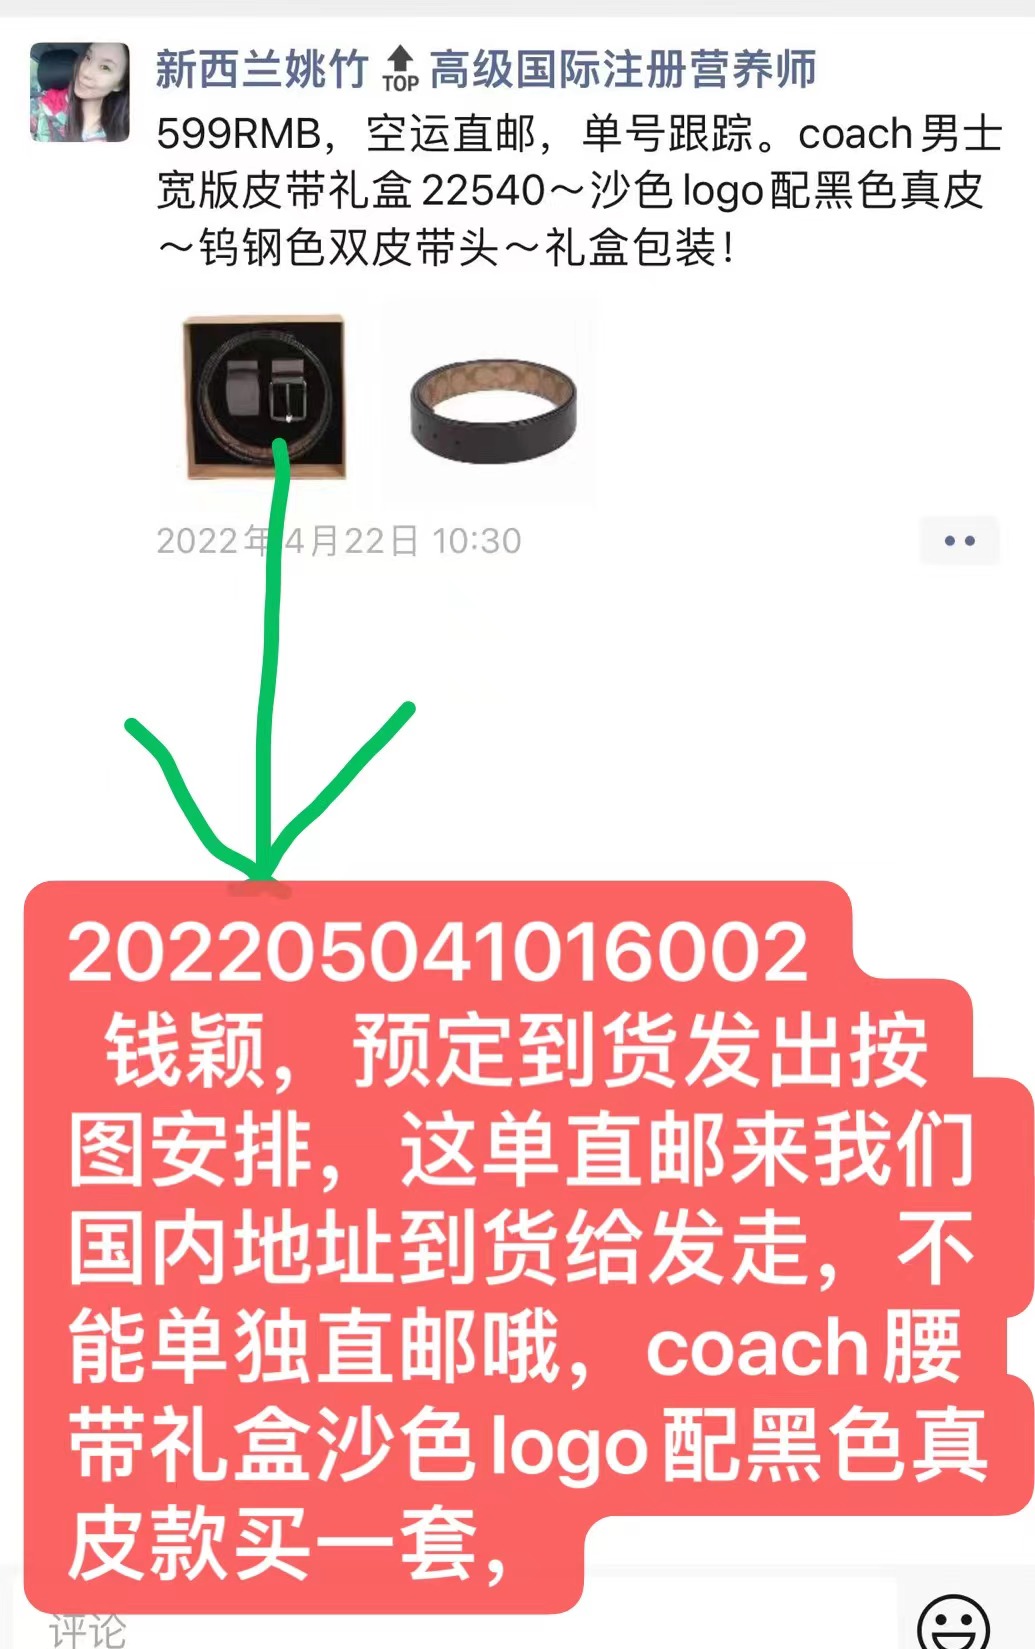 新西兰姚竹TOP高级国际注册营养师
599RMB，空运直邮，单号跟踪。coach男士
宽版皮带礼盒22540～沙色logo配黑色真皮
～钨钢色双皮带头～礼盒包装！
2022年4月22日 10:30
202205041016002
钱颖，预定到货发出按
图安排，这单直邮来我们
国内地址到货给发走，不
能单独直邮哦，coach腰
带礼盒沙色logo配黑色真
皮款买一套，
评论